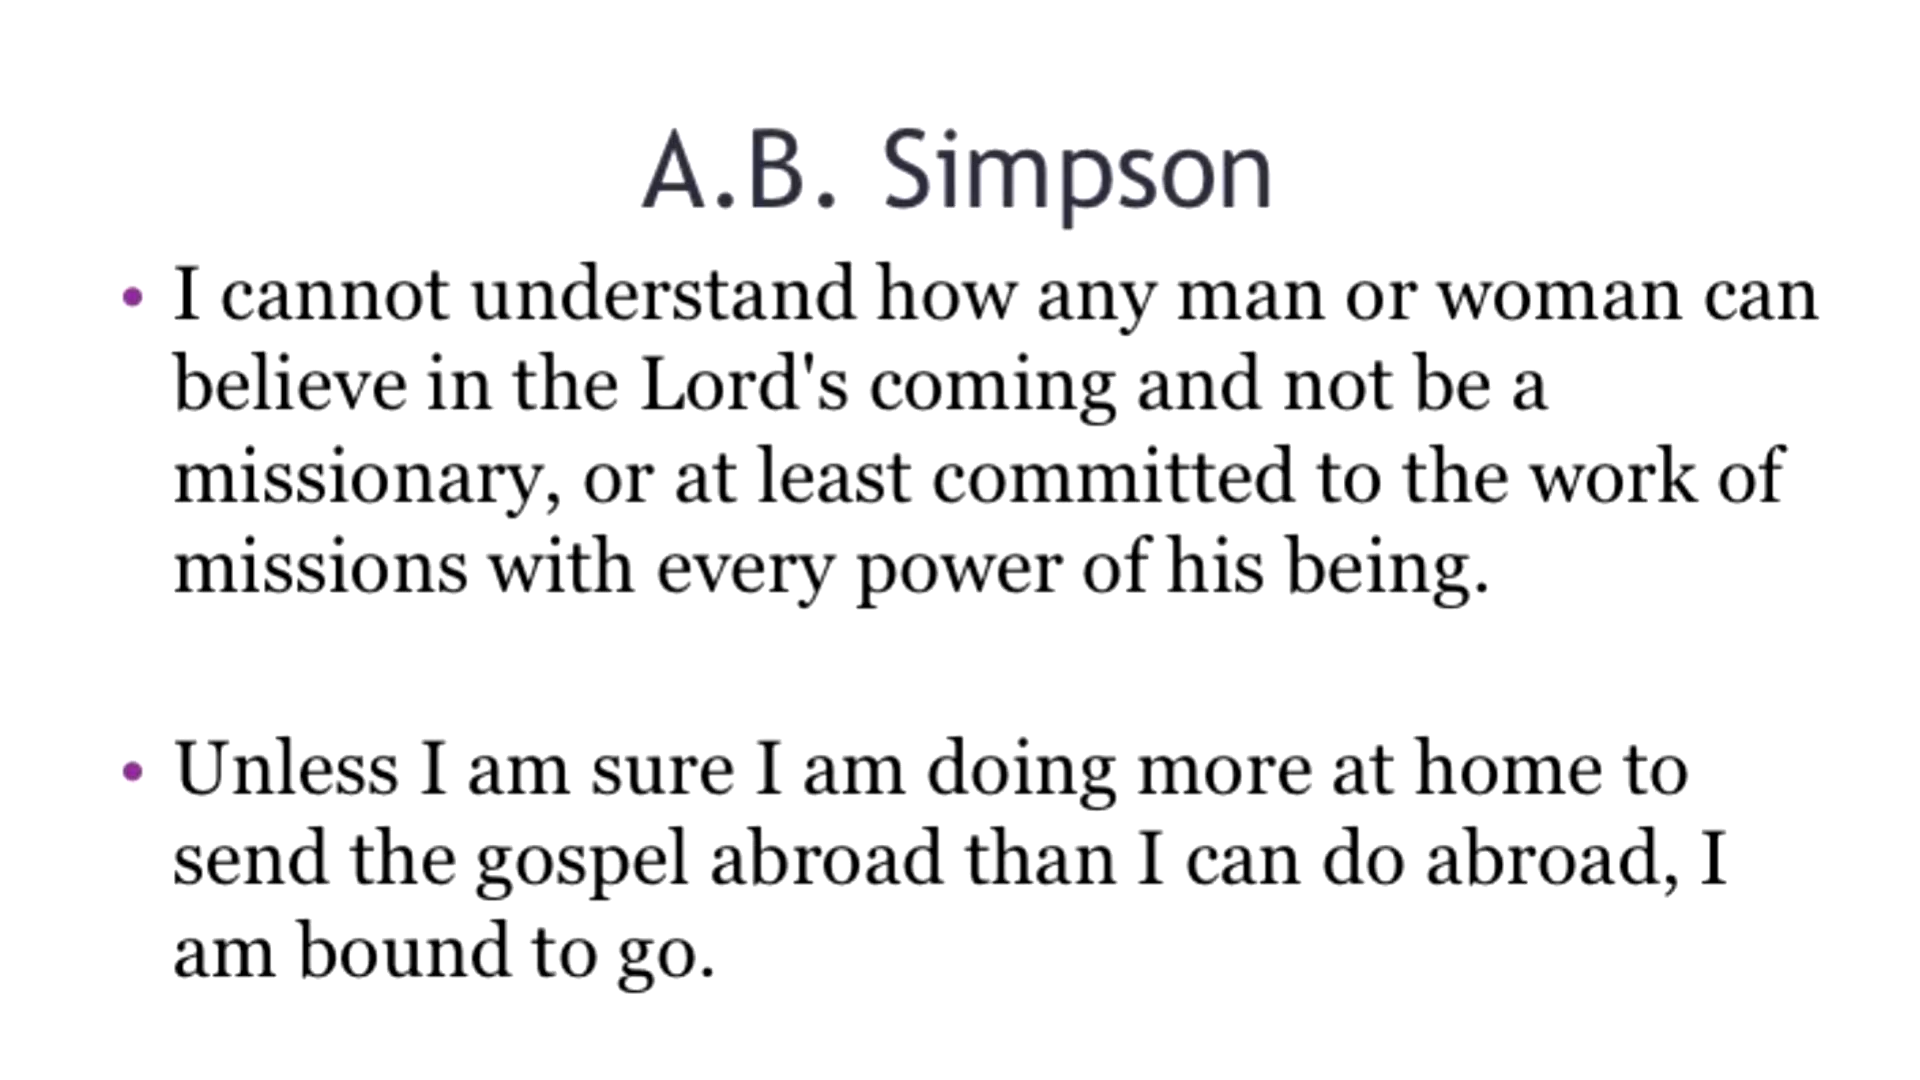 A.B. Simpson
• I cannot understand how any man or woman can
believe in the Lord's coming and not be a
missionary, or at least committed to the work of
missions with every power of his being.
• Unless I am sure I am doing more at home to
send the gospel abroad than I can do abroad, I
am bound to go.